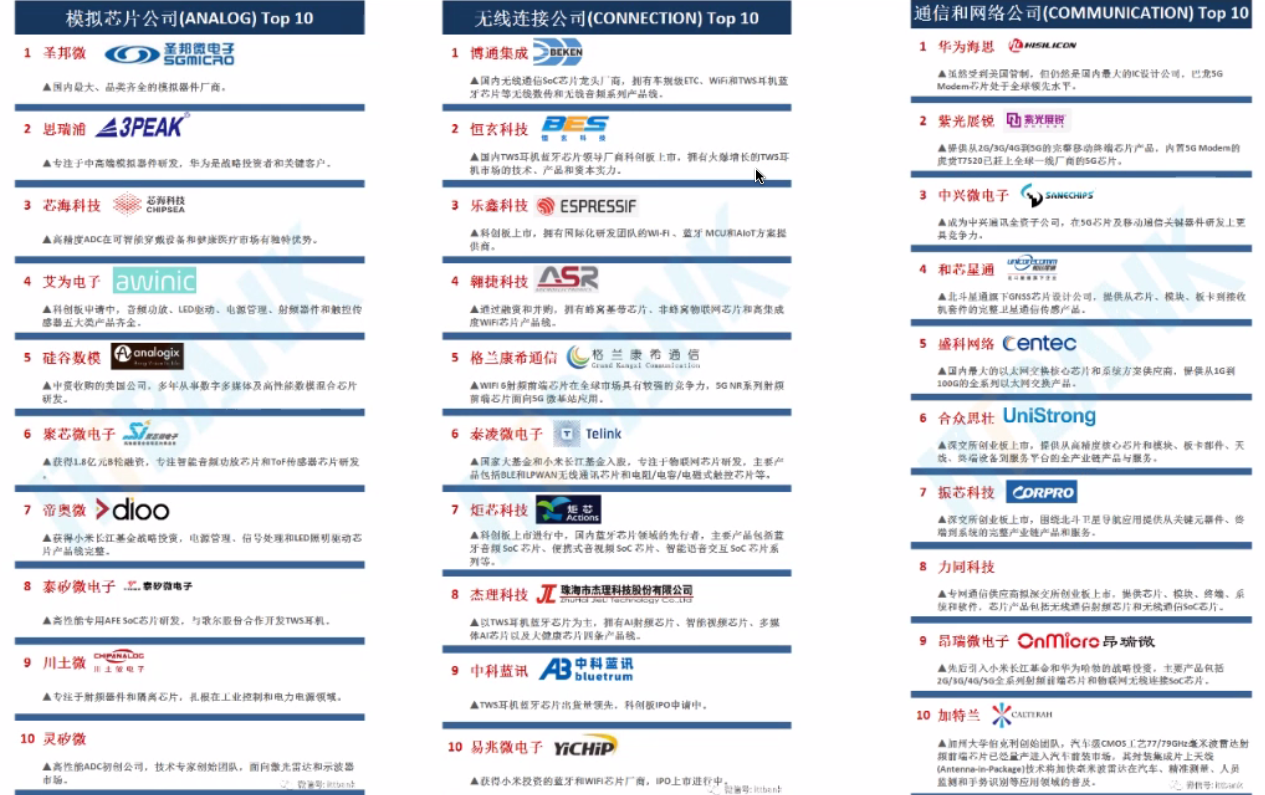 模拟芯片公司(ANALOG) Top 10
1 圣邦微 圣邦微电子 SGMICRO
▲国内最大、品类齐全的模拟器件厂商。
2 思瑞浦 3PEAK
▲专注于中高端模拟器件研发，华为是战略投资者和关键客户。
3 芯海科技 芯海科技 CHIPSEA
▲高精度ADC在可智能穿戴设备和健康医疗市场有独特优势。
4 艾为电子 awinic
▲科创板申请中，音频功放、LED驱动、电源管理、射频器件和触控传
感器五大类产品齐全。
5 硅谷数模 analogix
▲中资收购的美国公司，多年从事数字多媒体及高性能数模混合芯片
研发。
6 聚芯微电子
▲获得1.8亿元B轮融资，专注智能音频功放芯片和ToF传感器芯片研发
。
7 帝奥微 dioo
▲获得小米长江基金战略投资，电源管理、信号处理和LED照明驱动芯
片产品线完整。
8 泰矽微电子 泰矽微电子
▲高性能专用AFE SoC芯片研发，与歌尔股份合作开发TWS耳机。
9 川土微 CHIPANALOG 川土微电子
▲专注于射频器件和隔离芯片，扎根在工业控制和电力电源领域。
10 灵矽微
▲高性能ADC初创公司，技术专家创始团队，面向激光雷达和示波器
市场。
微信号: ittbank
无线连接公司(CONNECTION) Top 10
1 博通集成 BEKEN
▲国内无线通信SoC芯片龙头厂商，拥有车规级ETC、WiFi和TWS耳机蓝
牙芯片等无线数传和无线音频系列产品线。
2 恒玄科技 BES 恒玄科技
▲国内TWS耳机蓝牙芯片领导厂商科创板上市，拥有火爆增长的TWS耳
机市场的技术、产品和资本实力。
3 乐鑫科技 ESPRESSIF
▲科创板上市，拥有国际化研发团队的Wi-Fi 、蓝牙 MCU和AIoT方案提
供商。
4 翱捷科技 ASR
▲通过融资和并购，拥有蜂窝基带芯片、非蜂窝物联网芯片和高集成
度WiFi芯片产品线。
5 格兰康希通信 格兰康希通信 Grand Kangxi Communication
▲WIFI 6射频前端芯片在全球市场具有较强的竞争力，5G NR系列射频
前端芯片面向5G 微基站应用。
6 泰凌微电子 Telink
▲国家大基金和小米长江基金入股，专注于物联网芯片研发，主要产
品包括BLE和LPWAN无线通讯芯片和电阻/电容/电磁式触控芯片等。
7 炬芯科技 炬芯 Actions
▲科创板上市进行中，国内蓝牙芯片领域的先行者，主要产品包括蓝
牙音频 SoC 芯片、便携式音视频 SoC 芯片、智能语音交互 SoC 芯片系
列等。
8 杰理科技 珠海市杰理科技股份有限公司 ZhuHai JieLi Technology Co.,Ltd
▲以TWS耳机蓝牙芯片为主，拥有AI射频芯片、智能视频芯片、多媒
体AI芯片以及大健康芯片四条产品线。
9 中科蓝讯 AB 中科蓝讯 bluetrum
▲TWS耳机蓝牙芯片出货量领先，科创板IPO申请中。
10 易兆微电子 YiCHiP
▲获得小米投资的蓝牙和WIFI芯片厂商，IPO上市进行中。
微信号: ittbank
通信和网络公司(COMMUNICATION) Top 10
1 华为海思 HISILICON
▲虽然受到美国管制，但仍然是国内最大的IC设计公司，巴龙5G
Modem芯片处于全球领先水平。
2 紫光展锐 紫光展锐
▲提供从2G/3G/4G到5G的完整移动终端芯片产品，内置5G Modem的
虎贲T7520已赶上全球一线厂商的5G芯片。
3 中兴微电子 SANECHIPS
▲成为中兴通讯全资子公司，在5G芯片及移动通信关键器件研发上更
具竞争力。
4 和芯星通 unicorecomm
▲北斗星通旗下GNSS芯片设计公司，提供从芯片、模块、板卡到接收
机套件的完整卫星通信传感产品。
5 盛科网络 Centec
▲国内最大的以太网交换核心芯片和系统方案供应商，提供从1G到
100G的全系列以太网交换产品。
6 合众思壮 UniStrong
▲深交所创业板上市，提供从高精度核心芯片和模块、板卡部件、天
线、终端设备到服务平台的全产业链产品与服务。
7 振芯科技 CORPRO
▲深交所创业板上市，围绕北斗卫星导航应用提供从关键元器件、终
端到系统的完整产业链产品和服务。
8 力同科技
▲专网通信供应商拟深交所创业板上市，提供芯片、模块、终端、系
统和软件，芯片产品包括无线通信射频芯片和无线通信SoC芯片。
9 昂瑞微电子 OnMicro 昂瑞微
▲先后引入小米长江基金和华为哈勃的战略投资，主要产品包括
2G/3G/4G/5G全系列射频前端芯片和物联网无线连接SoC芯片。
10 加特兰 CALTERAH
▲加州大学伯克利创始团队，汽车级CMOS工艺77/79GHz毫米波雷达射
频前端芯片已经量产进入汽车前装市场，其封装集成片上天线
(Antenna-in-Package)技术将加快毫米波雷达在汽车、精准测量、人员
监测和手势识别等应用领域的普及。
微信号: ittbank